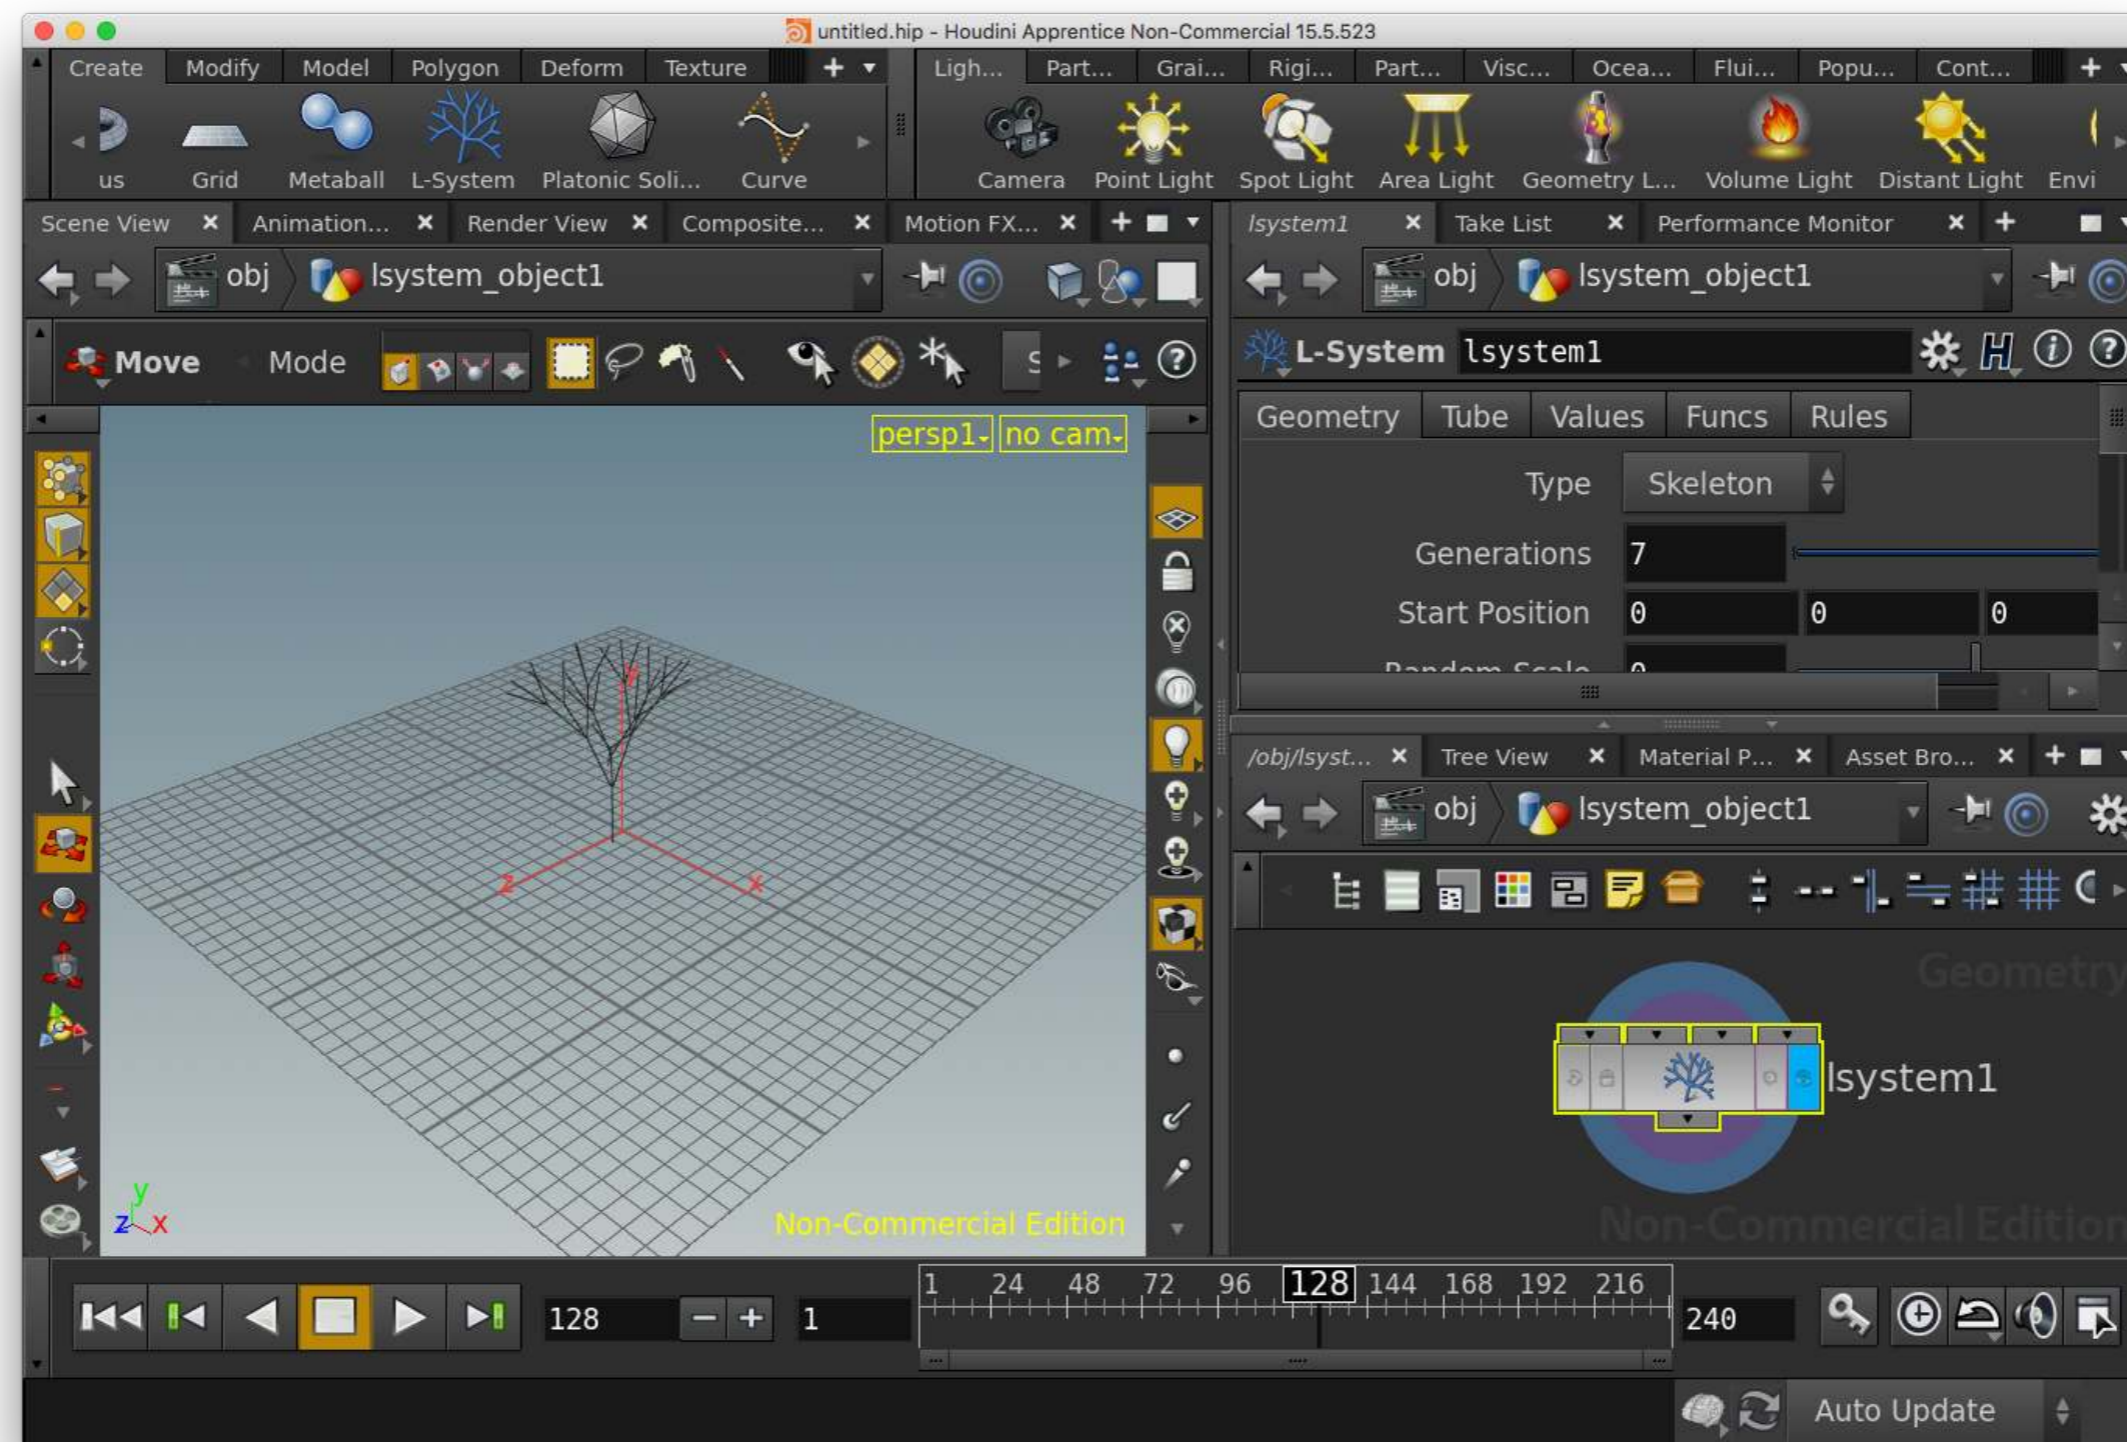 untitled.hip - Houdini Apprentice Non-Commercial 15.5.523
Create Modify Model Polygon Deform Texture
Ligh... Part... Grai... Rigi... Part... Visc... Ocea... Flui... Popu... Cont...
us Grid Metaball L-System Platonic Soli... Curve
Camera Point Light Spot Light Area Light Geometry L... Volume Light Distant Light Envi
Scene View Animation... Render View Composite... Motion FX...
lsystem1 Take List Performance Monitor
obj lsystem_object1
obj lsystem_object1
Move Mode S
L-System lsystem1
persp1 no cam
Geometry Tube Values Funcs Rules
Type Skeleton
Generations 7
Start Position 0 0 0
Random Scale 0
y
z x
/obj/lsyst... Tree View Material P... Asset Bro...
obj lsystem_object1
Geometry
lsystem1
y
z x
Non-Commercial Edition
Non-Commercial Edition
128 1
1 24 48 72 96 128 144 168 192 216
240
Auto Update